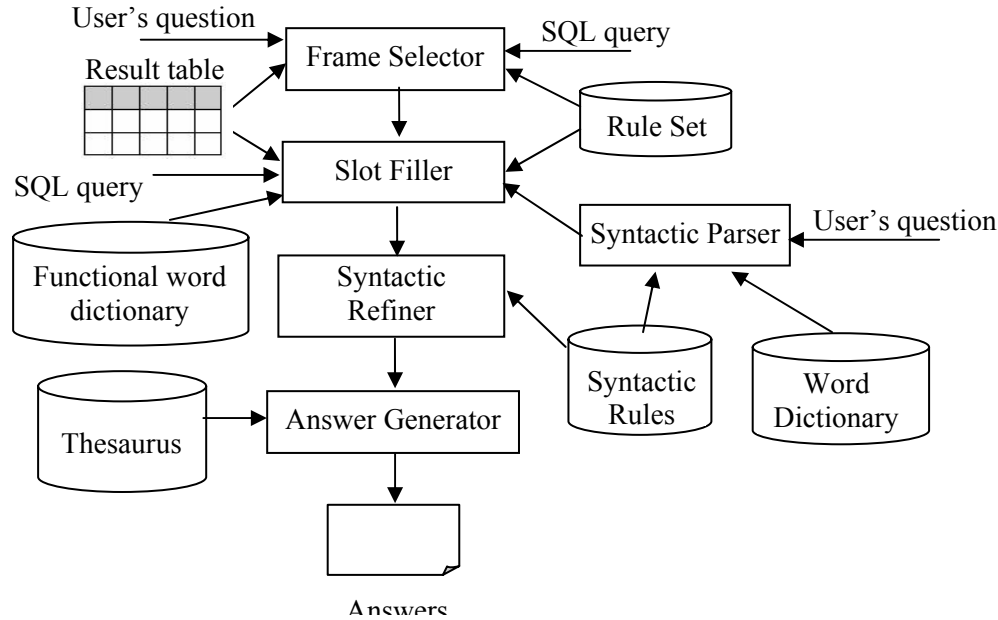 User's question
SQL query
Frame Selector
Result table
Rule Set
Slot Filler
SQL query
User's question
Syntactic Parser
Functional word
dictionary
Syntactic
Refiner
Syntactic
Rules
Word
Dictionary
Thesaurus
Answer Generator
Answers